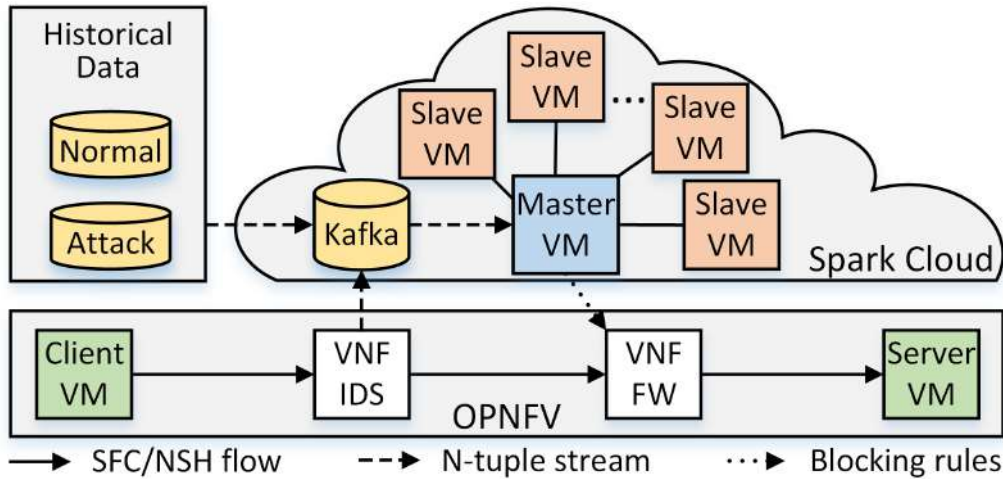 Historical
Data
Normal
Attack
Kafka
Slave
VM
Slave
VM
...
Slave
VM
Slave
VM
Master
VM
Spark Cloud
Client
VM
VNF
IDS
VNF
FW
Server
VM
OPNFV
SFC/NSH flow
N-tuple stream
Blocking rules